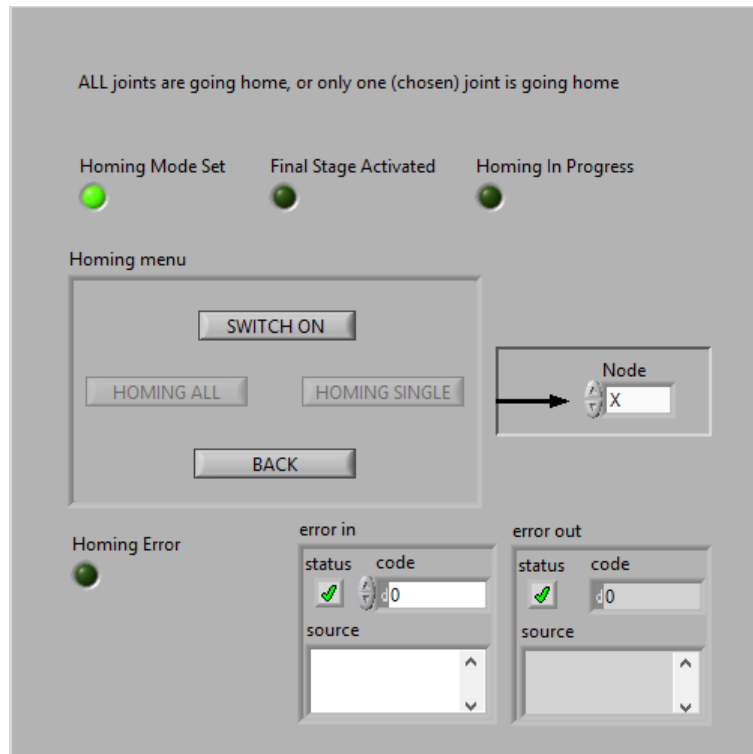 ALL joints are going home, or only one (chosen) joint is going home
Homing Mode Set Final Stage Activated Homing In Progress
Homing menu
SWITCH ON
HOMING ALL HOMING SINGLE
Node
X
BACK
Homing Error
error in
status code
d 0
source
error out
status code
d 0
source